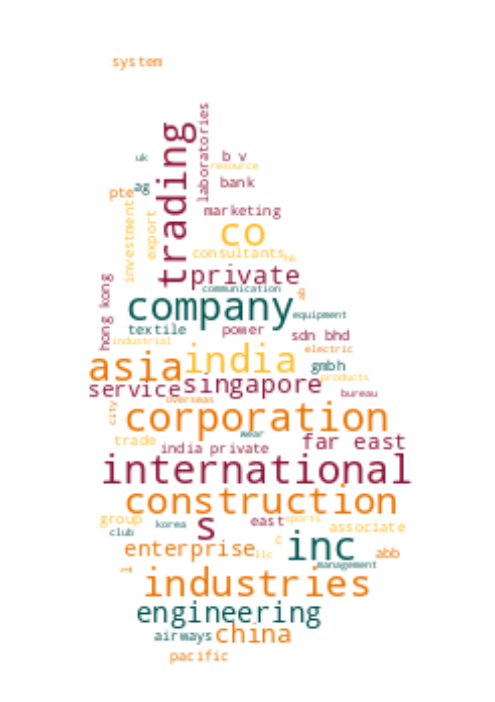 system
laboratories
trading
uk
b v
resource
ag
bank
pte
investment
export
marketing
co
consultants
hk
private
hong kong
communication
ab
company
equipment
textile
power
sdn bhd
industrial
electric
asia
india
gmbh
products
service
singapore
bureau
overseas
city
corporation
wear
trade
india private
far east
international
construction
group
korea
s
east
sports
associate
club
c
inc
enterprise
llc
abb
management
industries
engineering
airways
china
pacific